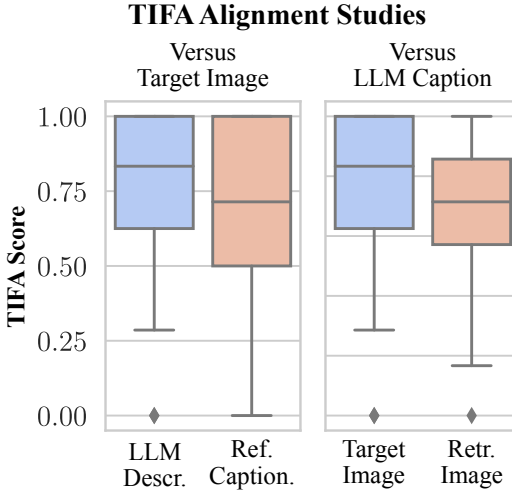 TIFA Alignment Studies
Versus
Target Image
Versus
LLM Caption
TIFA Score
1.00
0.75
0.50
0.25
0.00
LLM
Descr.
Ref.
Caption.
Target
Image
Retr.
Image